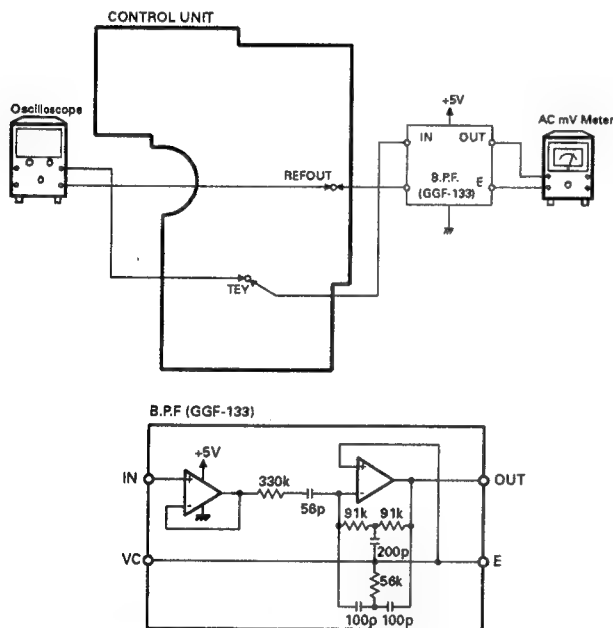 CONTROL UNIT
Oscilloscope
+5V
AC mV Meter
IN OUT
REFOUT
B.P.F. E
(GGF-133)
TEY
B.P.F (GGF-133)
+5V
IN
330k
56p
OUT
91k 91k
200p
VC
E
56k
100p 100p